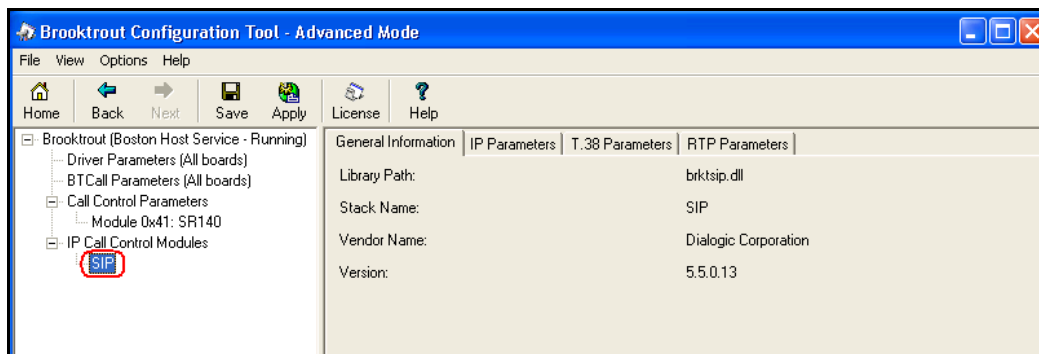 Brooktrout Configuration Tool - Advanced Mode
File View Options Help
Home Back Next Save Apply License Help
Brooktrout (Boston Host Service - Running)
Driver Parameters (All boards)
BTCall Parameters (All boards)
Call Control Parameters
Module 0x41: SR140
IP Call Control Modules
SIP
General Information IP Parameters T.38 Parameters RTP Parameters
Library Path: brktsip.dll
Stack Name: SIP
Vendor Name: Dialogic Corporation
Version: 5.5.0.13